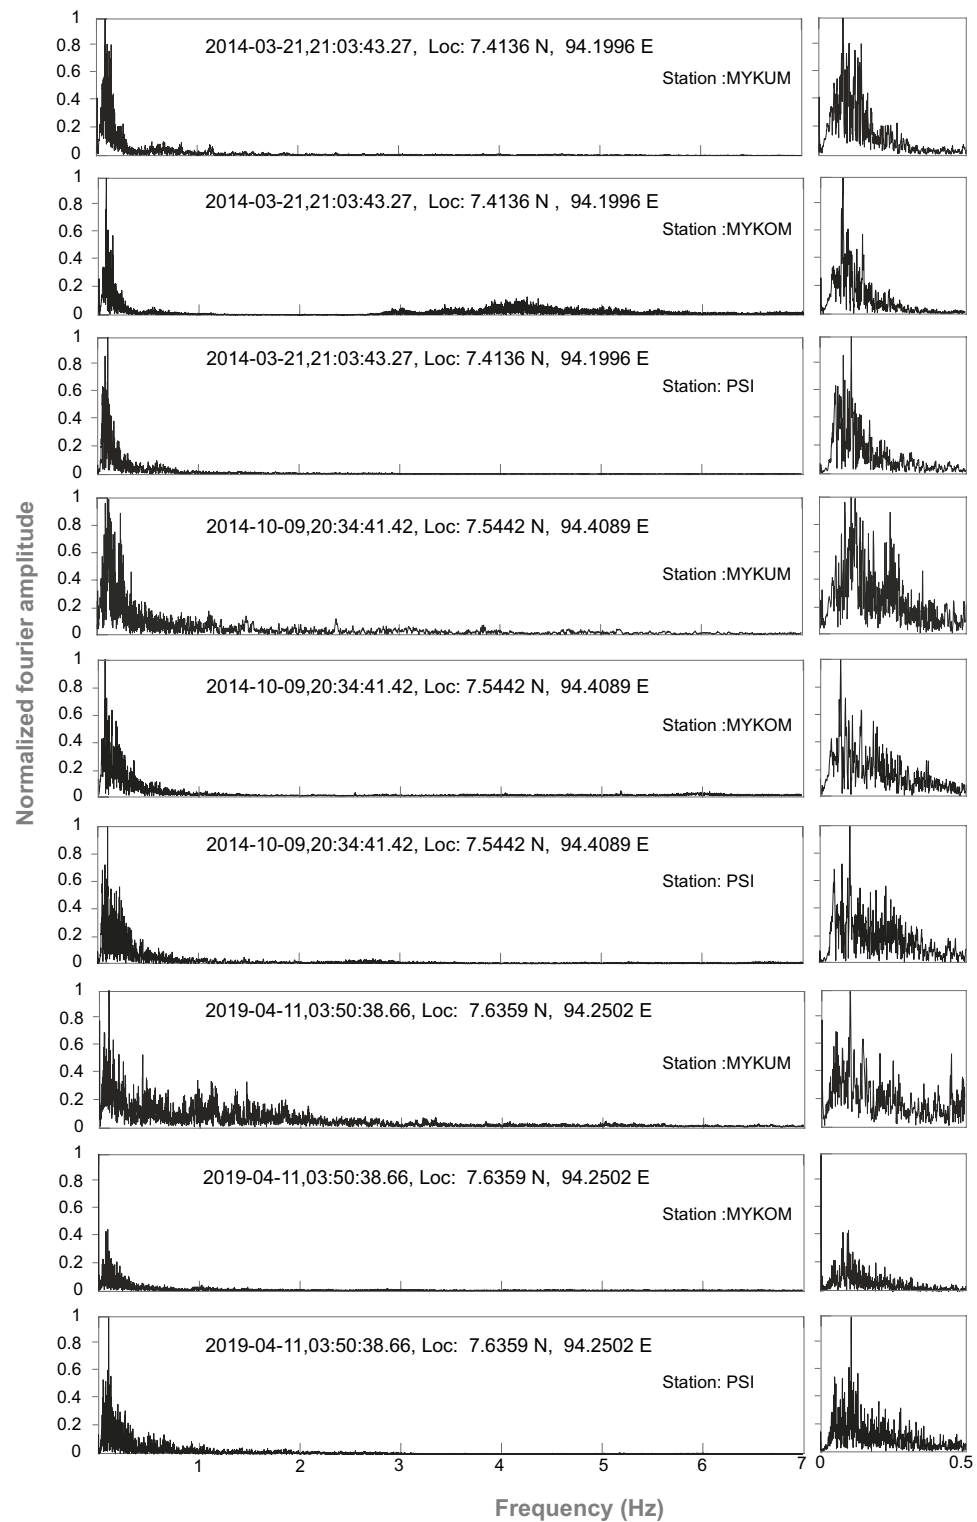 Normalized fourier amplitude
1
0.8
0.6
0.4
0.2
0
2014-03-21,21:03:43.27, Loc: 7.4136 N, 94.1996 E
Station :MYKUM
1
0.8
0.6
0.4
0.2
0
2014-03-21,21:03:43.27, Loc: 7.4136 N , 94.1996 E
Station :MYKOM
1
0.8
0.6
0.4
0.2
0
2014-03-21,21:03:43.27, Loc: 7.4136 N, 94.1996 E
Station: PSI
1
0.8
0.6
0.4
0.2
0
2014-10-09,20:34:41.42, Loc: 7.5442 N, 94.4089 E
Station :MYKUM
1
0.8
0.6
0.4
0.2
0
2014-10-09,20:34:41.42, Loc: 7.5442 N, 94.4089 E
Station :MYKOM
1
0.8
0.6
0.4
0.2
0
2014-10-09,20:34:41.42, Loc: 7.5442 N, 94.4089 E
Station: PSI
1
0.8
0.6
0.4
0.2
0
2019-04-11,03:50:38.66, Loc: 7.6359 N, 94.2502 E
Station :MYKUM
1
0.8
0.6
0.4
0.2
0
2019-04-11,03:50:38.66, Loc: 7.6359 N, 94.2502 E
Station :MYKOM
1
0.8
0.6
0.4
0.2
0
2019-04-11,03:50:38.66, Loc: 7.6359 N, 94.2502 E
Station: PSI
1 2 3 4 5 6 7 0 0.5
Frequency (Hz)